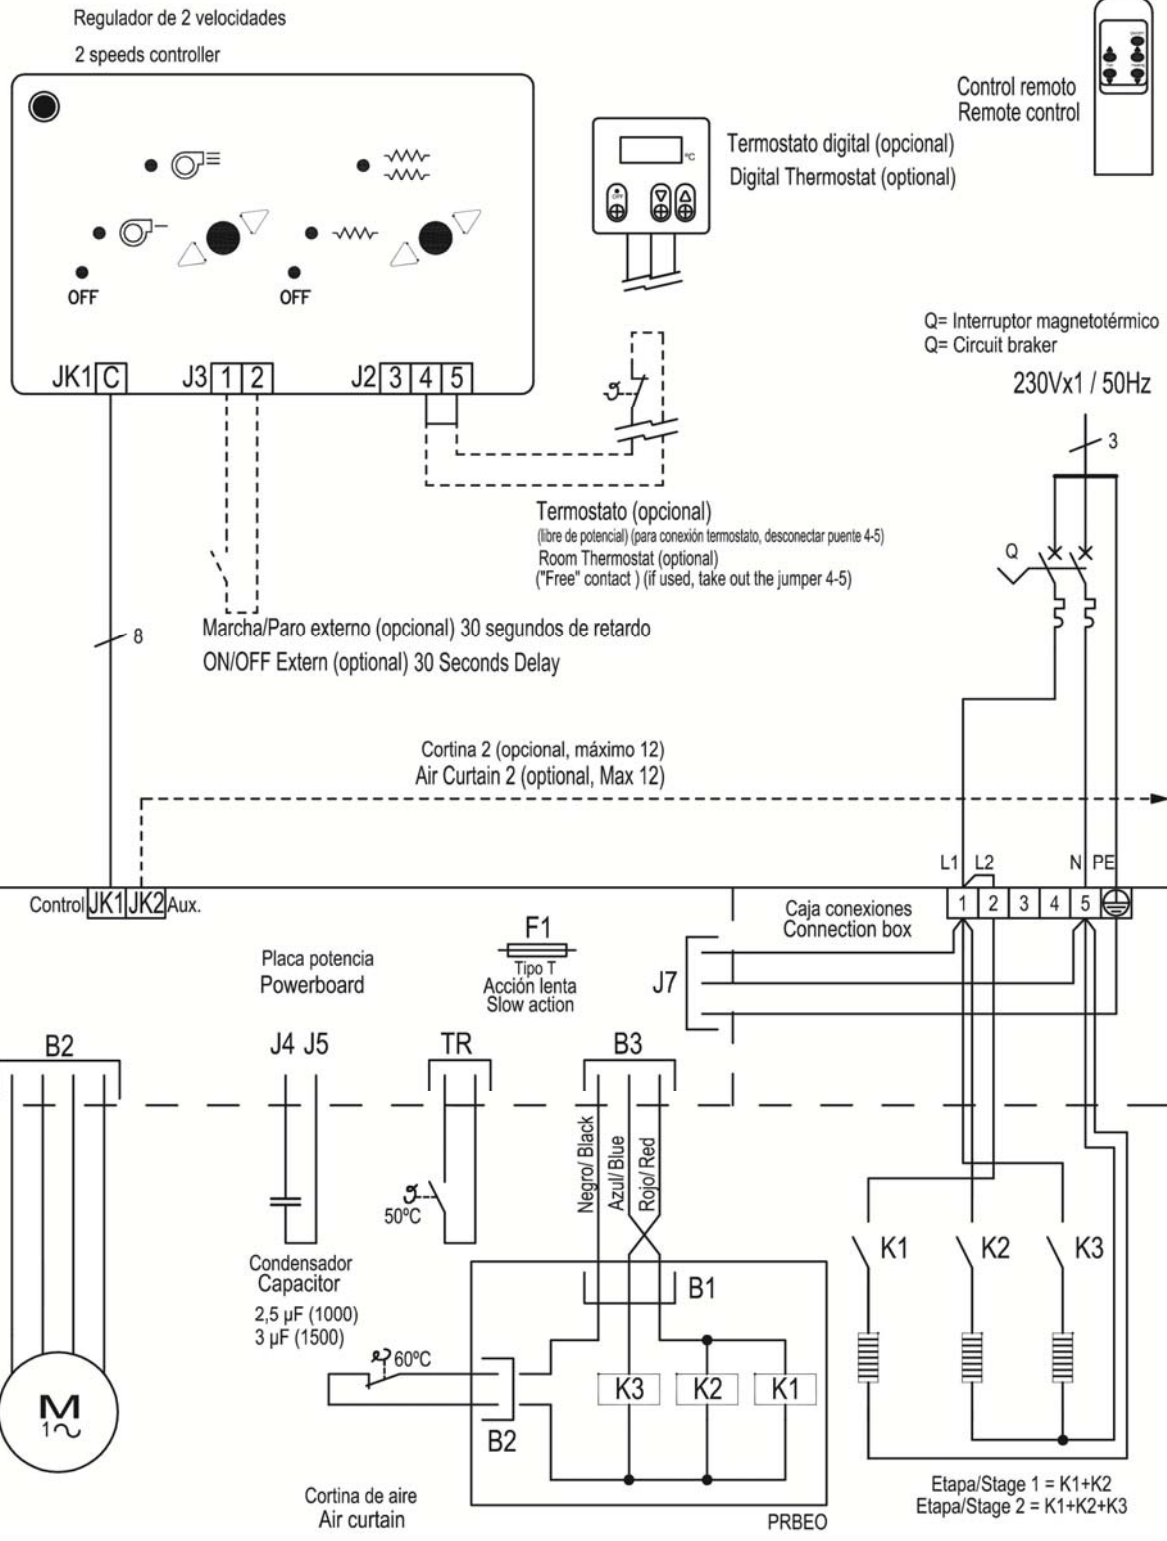 Regulador de 2 velocidades
2 speeds controller
Control remoto
Remote control
Termostato digital (opcional)
Digital Thermostat (optional)
°C
OFF
OFF
OFF
Q= Interruptor magnetotérmico
Q= Circuit braker
230Vx1 / 50Hz
JK1 C
J3 1 2
J2 3 4 5
3
Q
Termostato (opcional)
(libre de potencial) (para conexión termostato, desconectar puente 4-5)
Room Thermostat (optional)
("Free" contact ) (if used, take out the jumper 4-5)
8
Marcha/Paro externo (opcional) 30 segundos de retardo
ON/OFF Extern (optional) 30 Seconds Delay
Cortina 2 (opcional, máximo 12)
Air Curtain 2 (optional, Max 12)
L1 L2 N PE
Control JK1 JK2 Aux.
1 2 3 4 5
Caja conexiones
Connection box
F1
Tipo T
Acción lenta
Slow action
Placa potencia
Powerboard
J7
B2
J4 J5
TR
B3
Negro/ Black
Azul/ Blue
Rojo/ Red
50ºC
K1
K2
K3
Condensador
Capacitor
2,5 µF (1000)
3 µF (1500)
B1
60ºC
M
1
K3
K2
K1
B2
Cortina de aire
Air curtain
PRBEO
Etapa/Stage 1 = K1+K2
Etapa/Stage 2 = K1+K2+K3